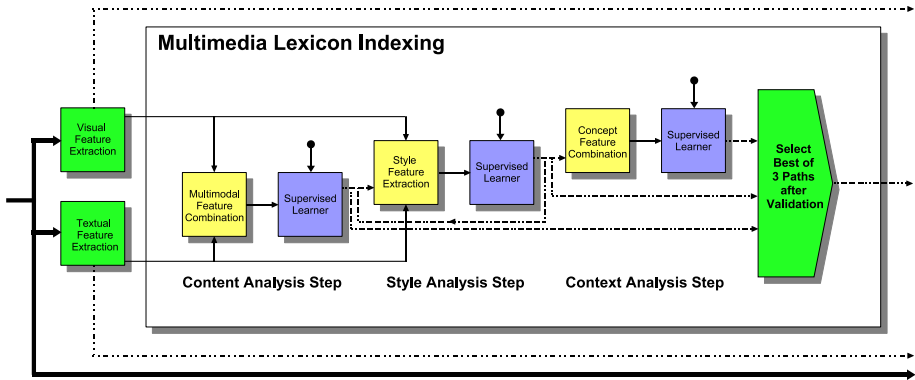 Multimedia Lexicon Indexing
Visual
Feature
Extraction
Textual
Feature
Extraction
Multimodal
Feature
Combination
Supervised
Learner
Content Analysis Step
Style
Feature
Extraction
Supervised
Learner
Style Analysis Step
Concept
Feature
Combination
Supervised
Learner
Context Analysis Step
Select
Best of
3 Paths
after
Validation